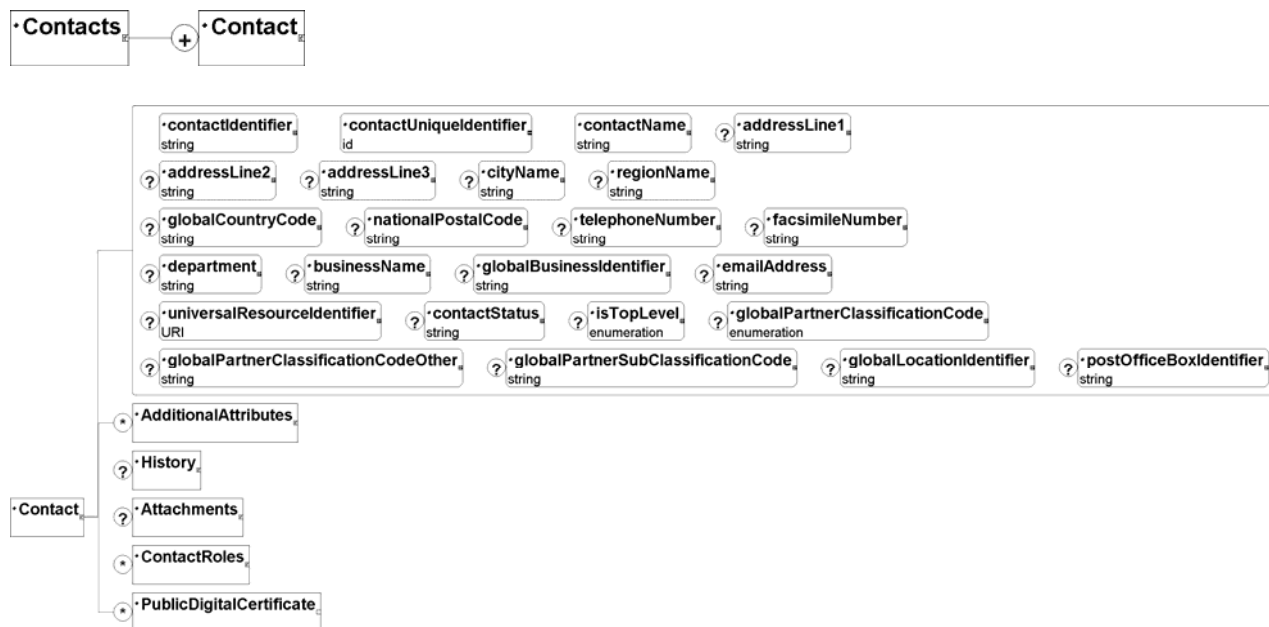 Contacts + Contact
contactIdentifier contactUniqueIdentifier contactName ? addressLine1
string id string string
? addressLine2 ? addressLine3 ? cityName ? regionName
string string string string
? globalCountryCode ? nationalPostalCode ? telephoneNumber ? facsimileNumber
string string string string
? department ? businessName ? globalBusinessIdentifier ? emailAddress
string string string string
? universalResourceIdentifier ? contactStatus ? isTopLevel ? globalPartnerClassificationCode
URI string enumeration enumeration
? globalPartnerClassificationCodeOther ? globalPartnerSubClassificationCode ? globalLocationIdentifier ? postOfficeBoxIdentifier
string string string string
* AdditionalAttributes
? History
Contact ? Attachments
* ContactRoles
* PublicDigitalCertificate